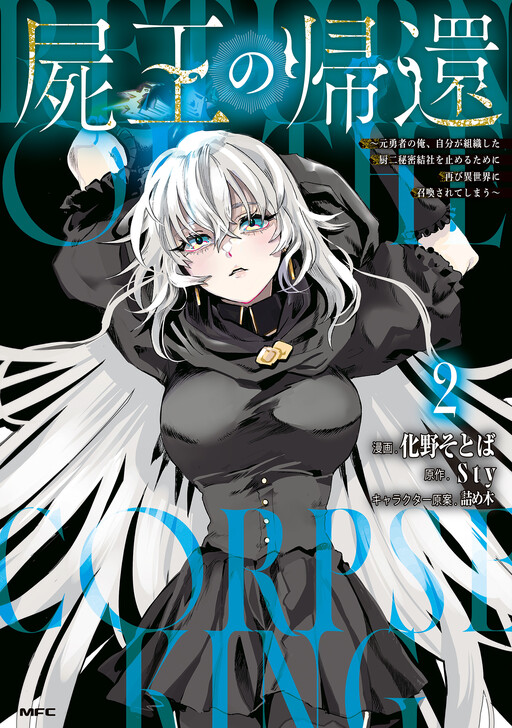 RETURN
屍王の帰還
~元勇者の俺、自分が組織した
厨二秘密結社を止めるために
再び異世界に
召喚されてしまう~
OF THE
2
漫画.化野そとば
原作.Sty
キャラクター原案.詰め木
CORPSE
KING
MFC